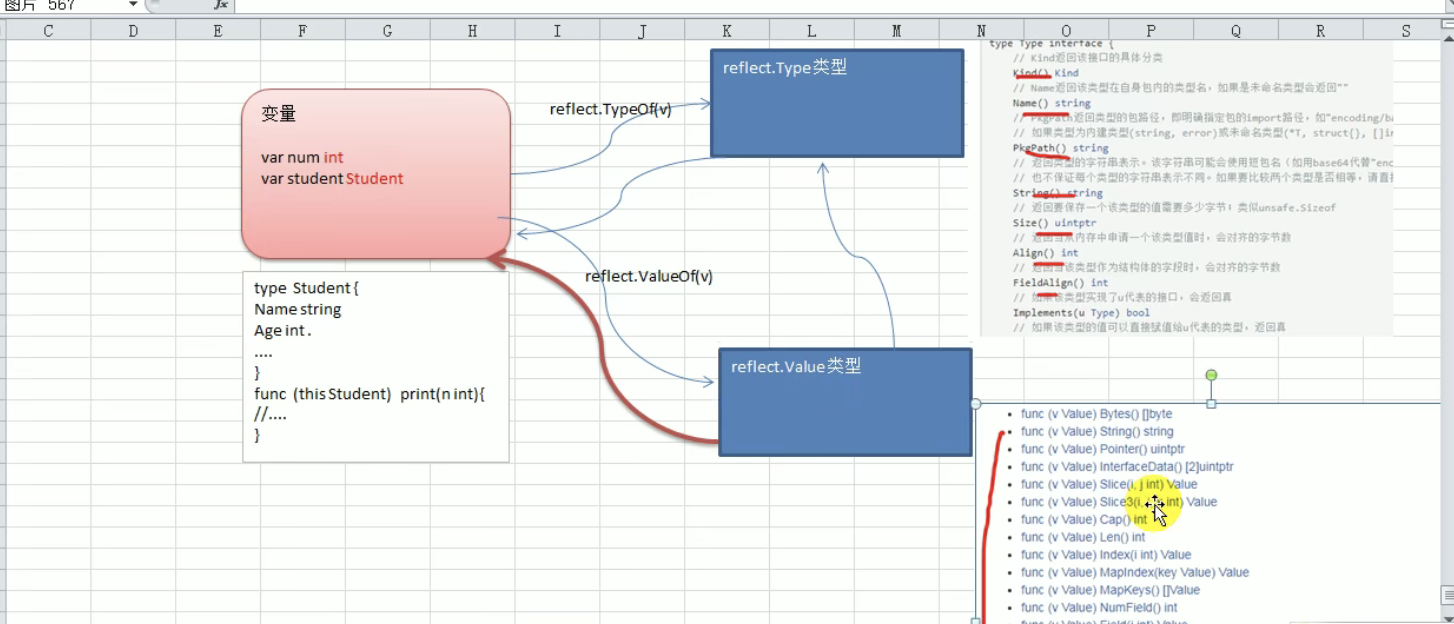 图片 567
fx
C D E F G H I J K L M N O P Q R S
变量
var num int
var student Student
type Student {
Name string
Age int .
....
}
func (this Student) print(n int){
//....
}
reflect.TypeOf(v)
reflect.ValueOf(v)
reflect.Type类型
reflect.Value类型
type Type interface {
// Kind返回该接口的具体分类
Kind() Kind
// Name返回该类型在自身包内的类型名，如果是未命名类型会返回""
Name() string
// PkgPath返回类型的包路径，即明确指定包的import路径，如"encoding/ba
// 如果类型为内建类型(string, error)或未命名类型(*T, struct{}, []in
PkgPath() string
// 返回类型的字符串表示。该字符串可能会使用短包名（如用base64代替"enc
// 也不保证每个类型的字符串表示不同。如果要比较两个类型是否相等，请直接
String() string
// 返回要保存一个该类型的值需要多少字节；类似unsafe.Sizeof
Size() uintptr
// 返回当从内存中申请一个该类型值时，会对齐的字节数
Align() int
// 返回当该类型作为结构体的字段时，会对齐的字节数
FieldAlign() int
// 如果该类型实现了u代表的接口，会返回真
Implements(u Type) bool
// 如果该类型的值可以直接赋值给u代表的类型，返回真
func (v Value) Bytes() []byte
func (v Value) String() string
func (v Value) Pointer() uintptr
func (v Value) InterfaceData() [2]uintptr
func (v Value) Slice(i, j int) Value
func (v Value) Slice3(i, int) Value
func (v Value) Cap() int
func (v Value) Len() int
func (v Value) Index(i int) Value
func (v Value) MapIndex(key Value) Value
func (v Value) MapKeys() []Value
func (v Value) NumField() int
func (v Value) Field(i int) Value